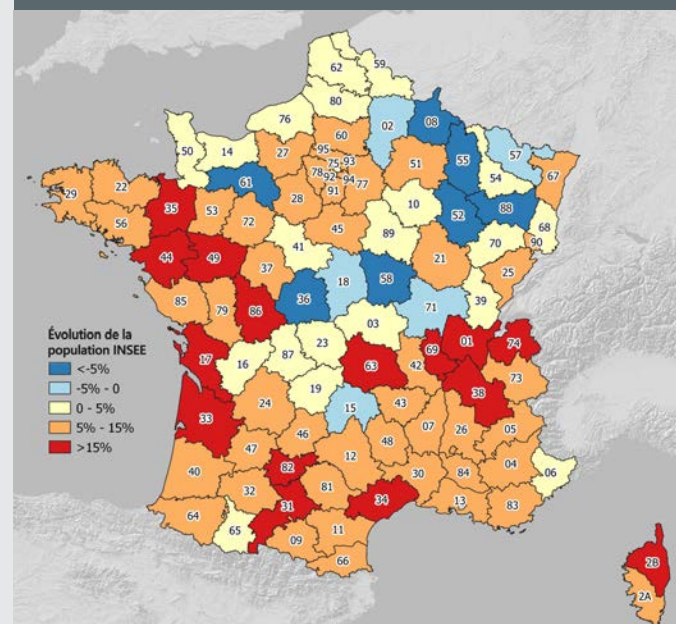 62 59
80
76 02 08
60
50 14 27 95 51 55 57
93
75
78 92 94 77 54 67
61 91
29 22 35 53 28 10 88
56 72 45 52 68
41 89 70 90
44 49 37 21 25
18 58
85 79 86 36 71 39
03
Évolution de la
population INSEE
<-5%
-5% - 0
0 - 5%
5% - 15%
>15%
17 16 87 23 63 69 01 74
42
19 38 73
33 24 15 43
46 07 26 05
47 48
40 82 12 30 84 04 06
32 81
31 34 13 83
64 65 09 11
66
2B
2A